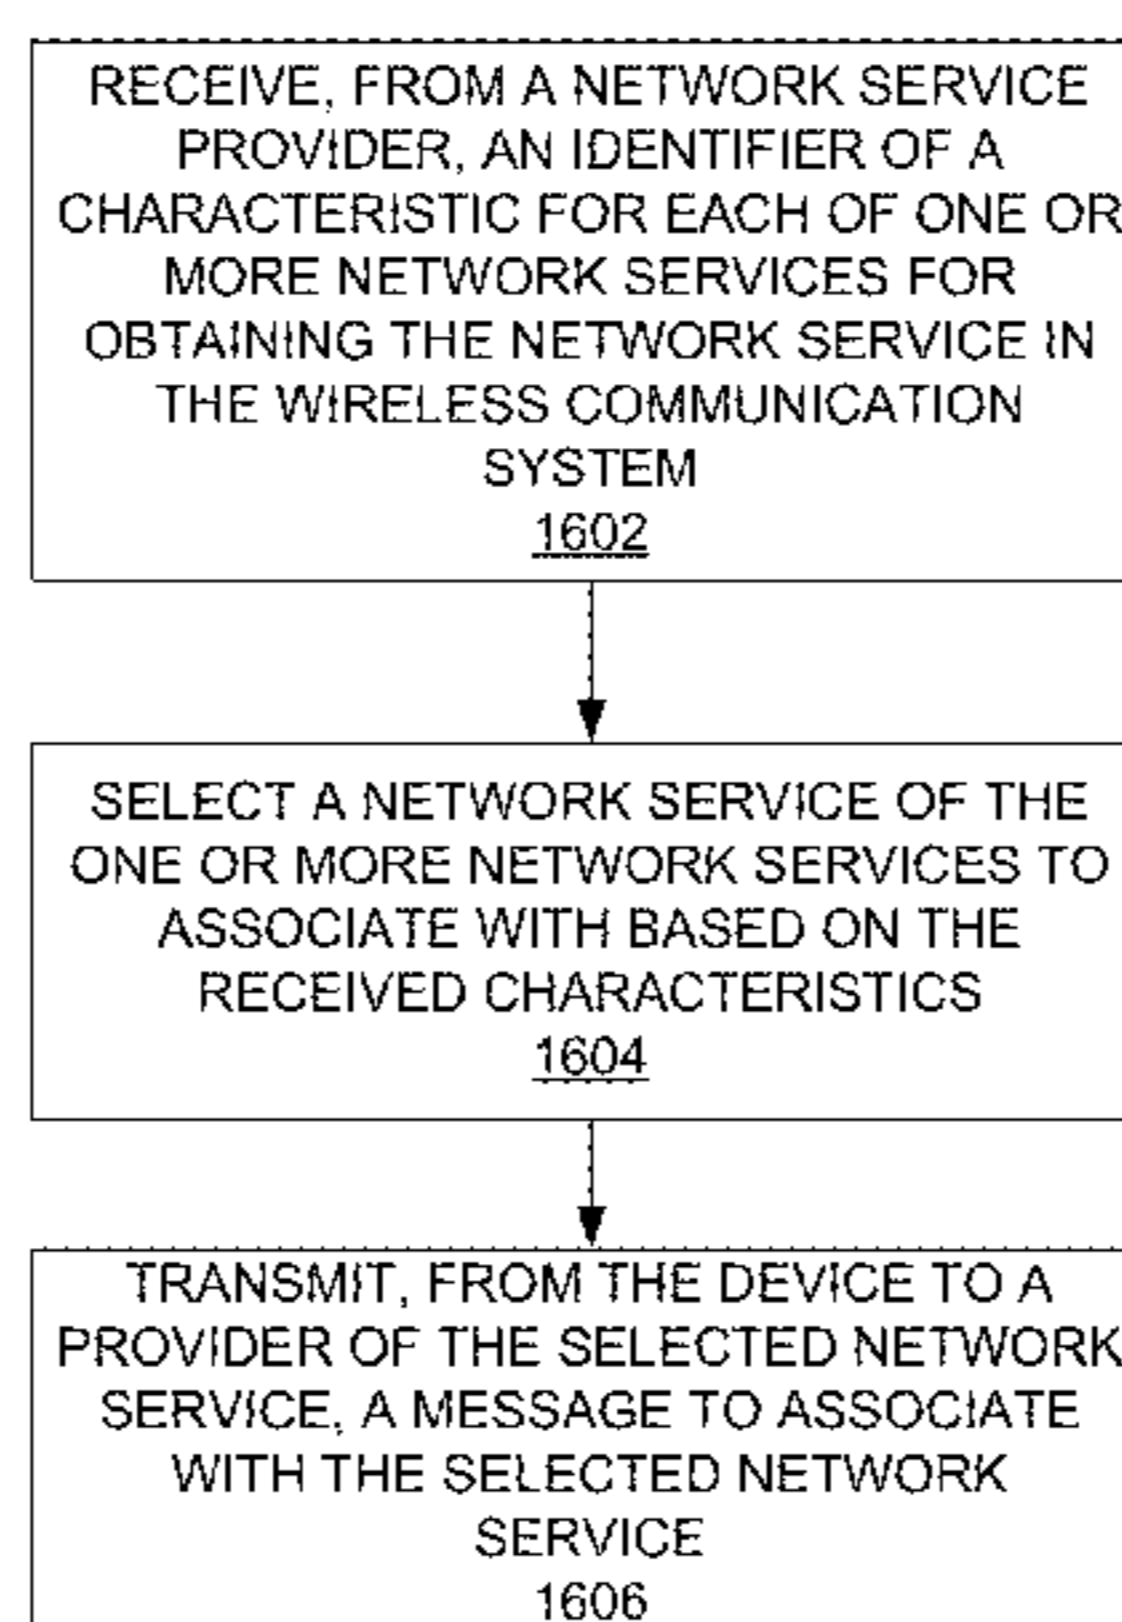 RECEIVE, FROM A NETWORK SERVICE
PROVIDER, AN IDENTIFIER OF A
CHARACTERISTIC FOR EACH OF ONE OR
MORE NETWORK SERVICES FOR
OBTAINING THE NETWORK SERVICE IN
THE WIRELESS COMMUNICATION
SYSTEM
1602
SELECT A NETWORK SERVICE OF THE
ONE OR MORE NETWORK SERVICES TO
ASSOCIATE WITH BASED ON THE
RECEIVED CHARACTERISTICS
1604
TRANSMIT, FROM THE DEVICE TO A
PROVIDER OF THE SELECTED NETWORK
SERVICE, A MESSAGE TO ASSOCIATE
WITH THE SELECTED NETWORK
SERVICE
1606